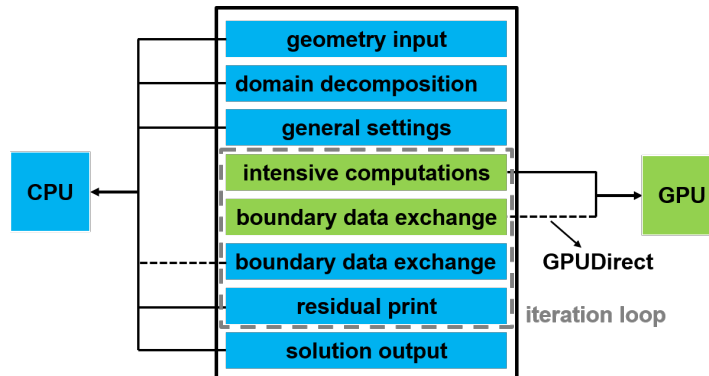 geometry input
domain decomposition
general settings
intensive computations
boundary data exchange
boundary data exchange
residual print
solution output
CPU
GPU
GPUDirect
iteration loop